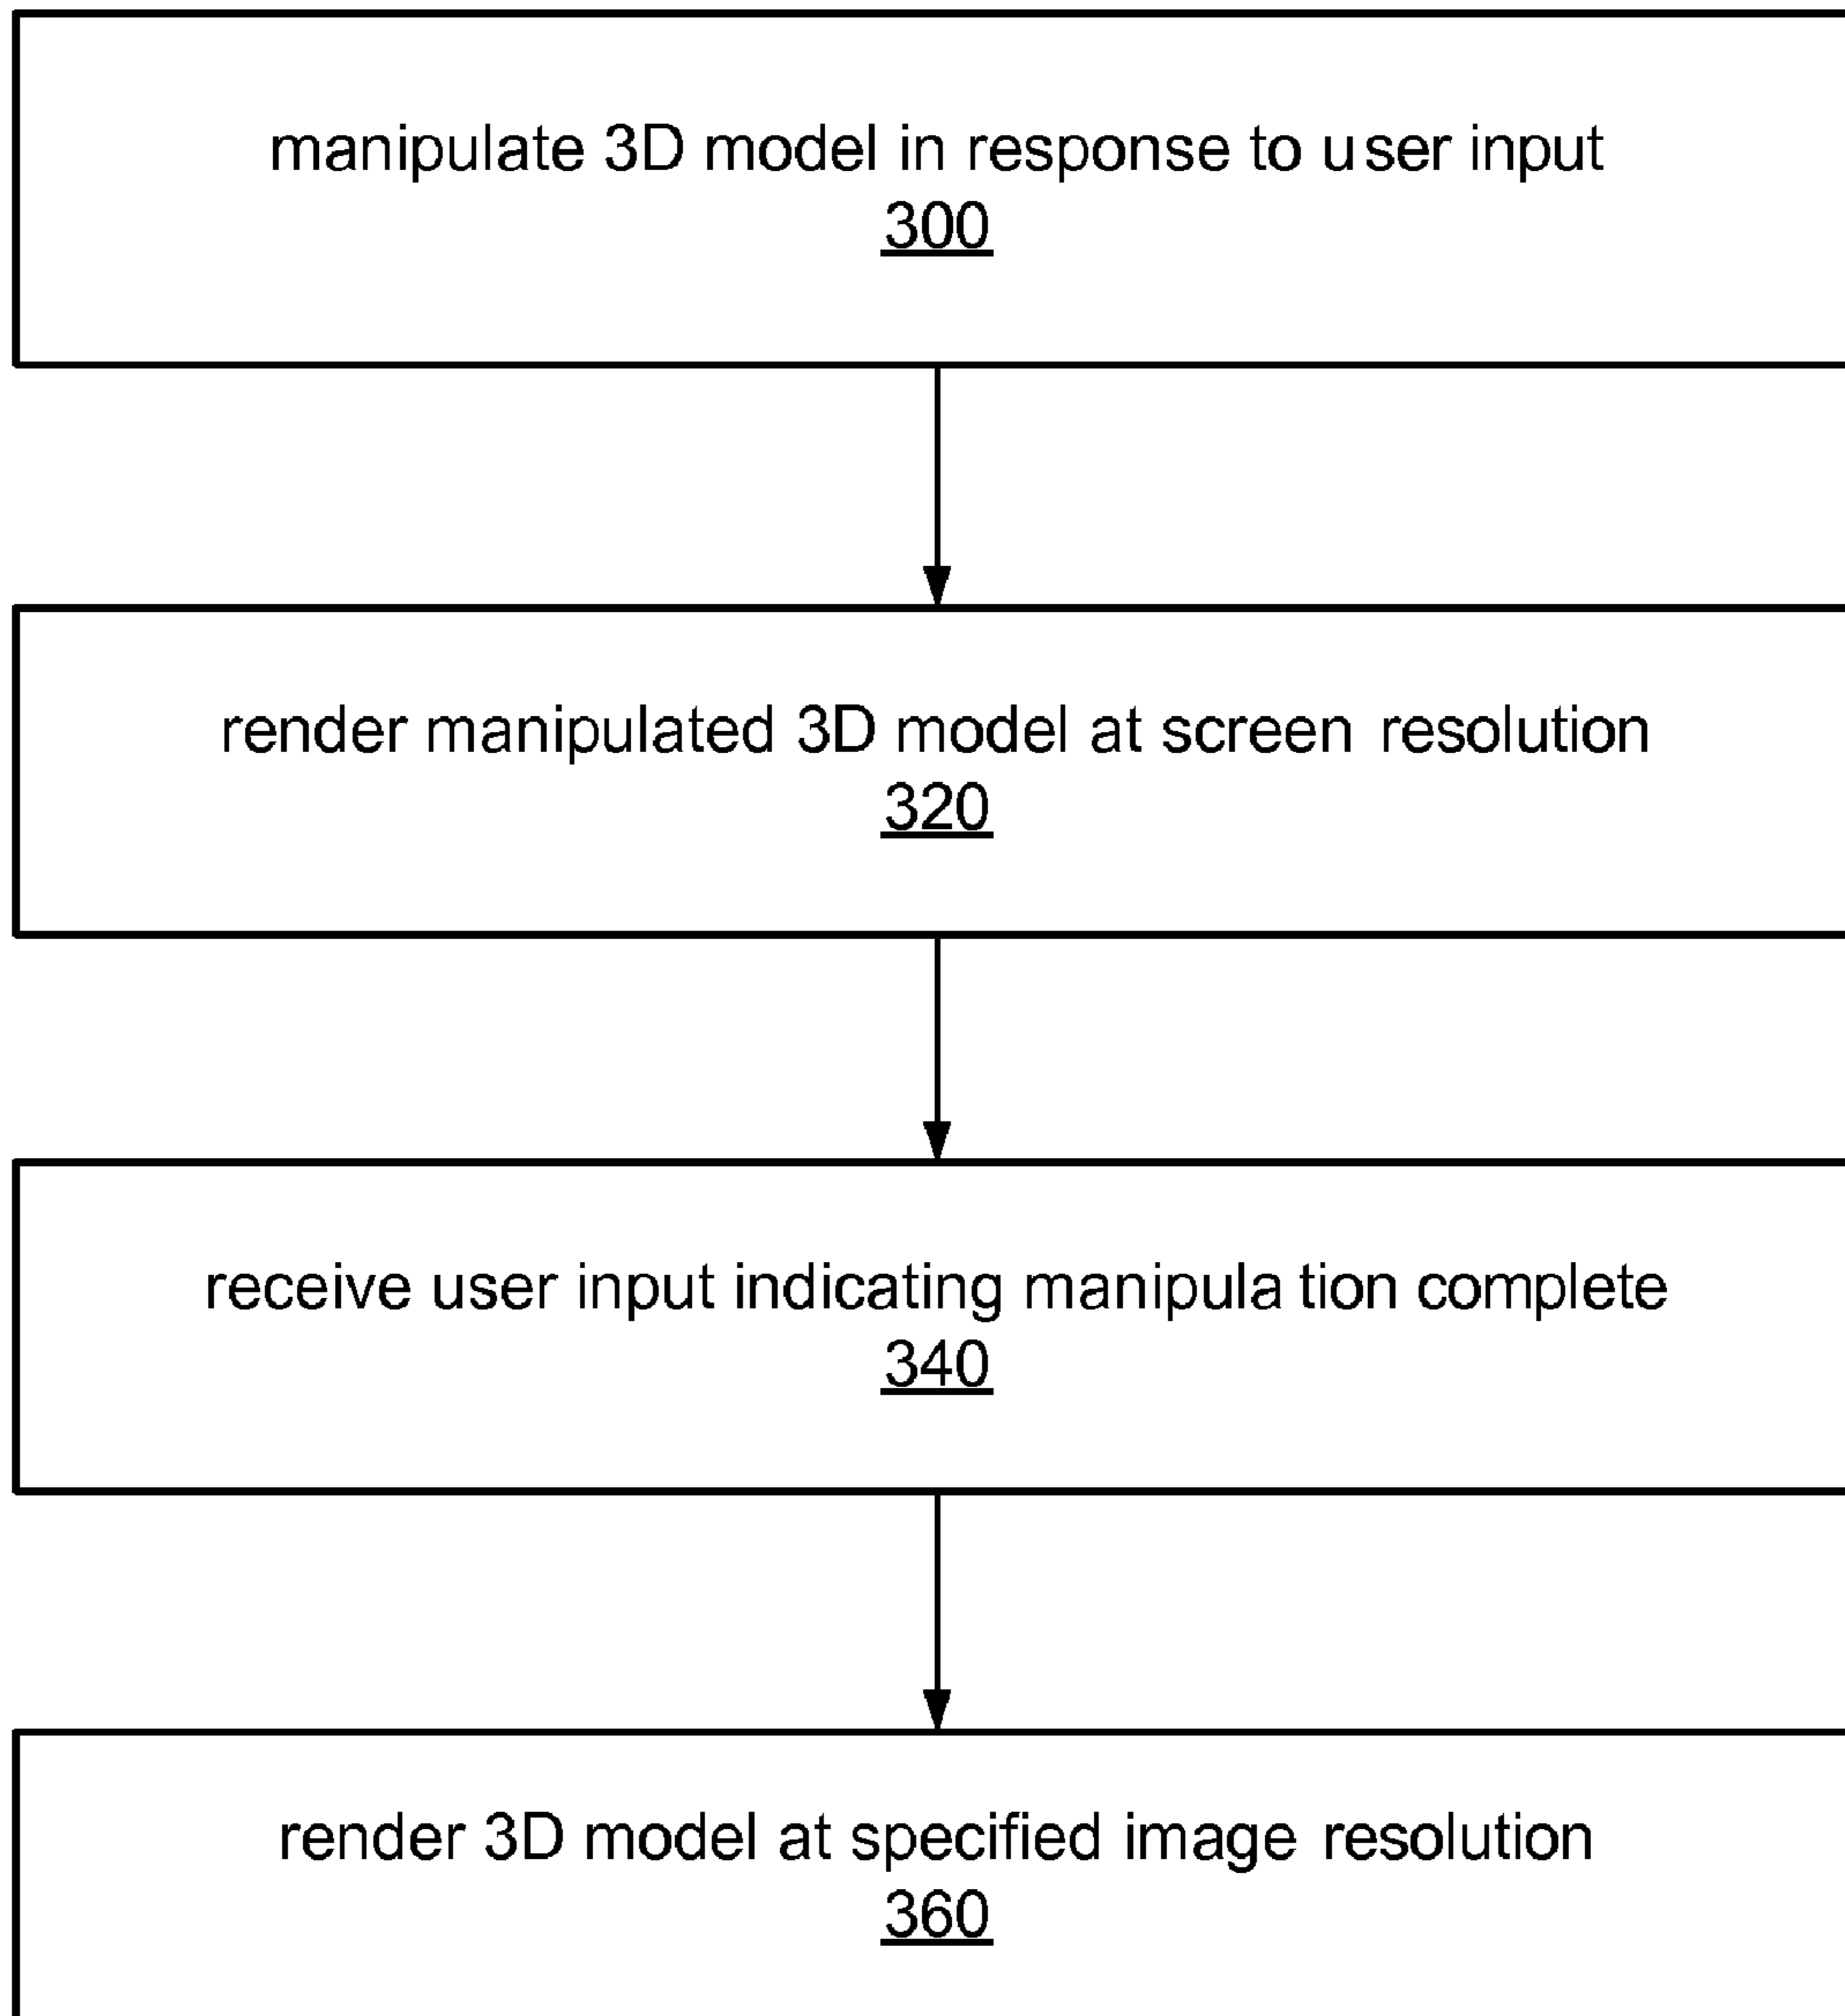 manipulate 3D model in response to user input
300
render manipulated 3D model at screen resolution
320
receive user input indicating manipulation complete
340
render 3D model at specified image resolution
360